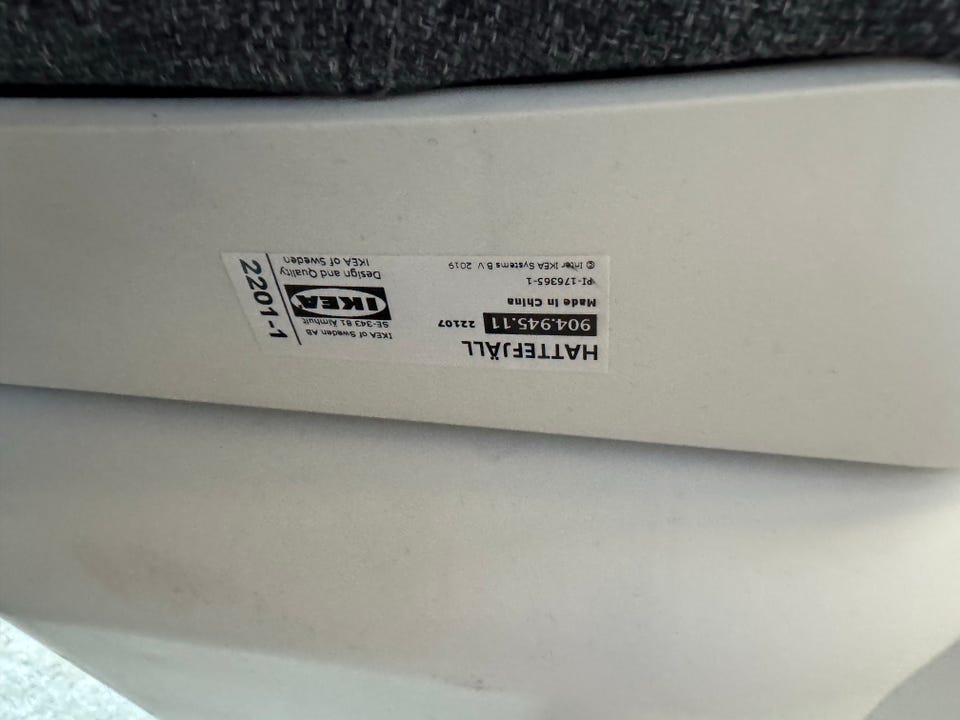 HATTEFJÄLL
904.945.11 22107
Made in China
PI-176365-1
© Inter IKEA Systems B.V. 2019
IKEA of Sweden AB
SE-343 81 Älmhult
IKEA
Design and Quality
IKEA of Sweden
2201-1